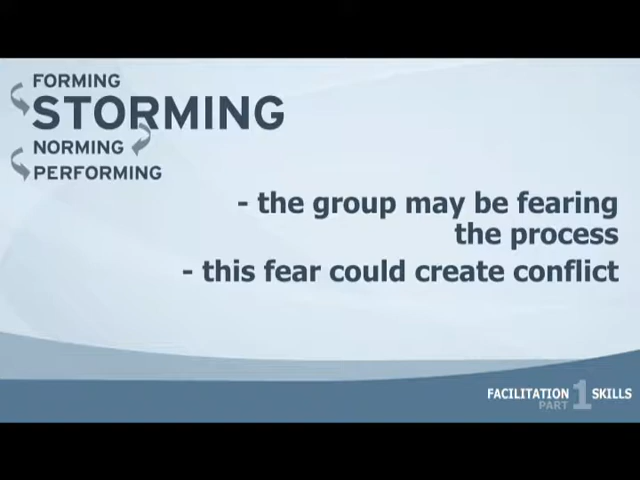 FORMING
STORMING
NORMING
PERFORMING
- the group may be fearing
the process
- this fear could create conflict
FACILITATION 1 SKILLS
PART